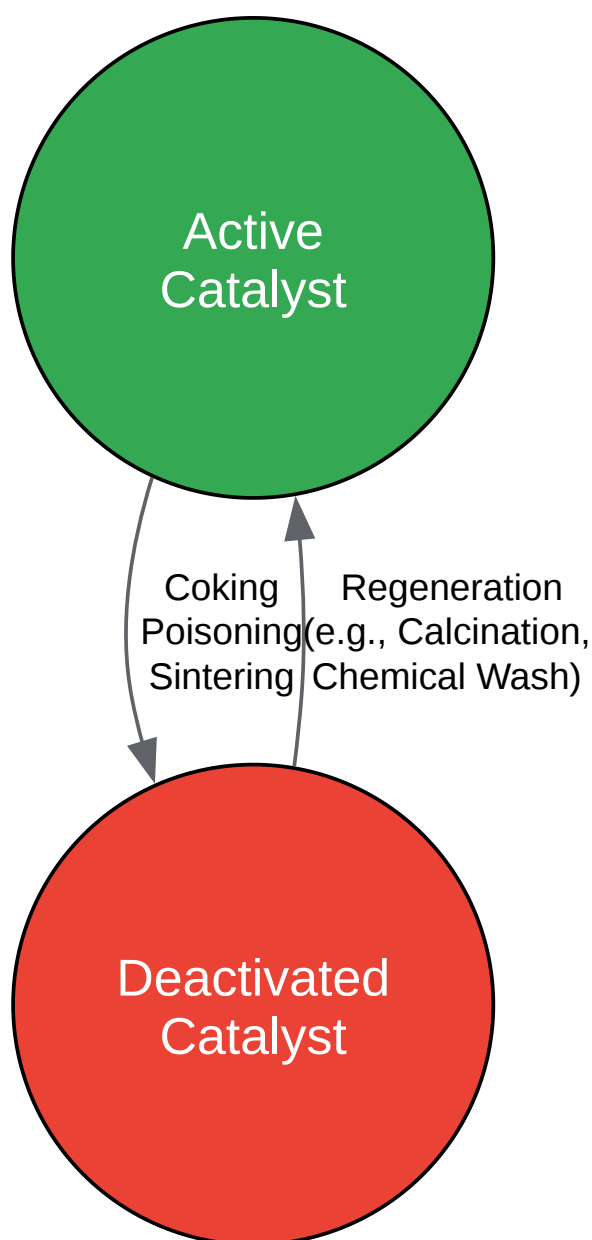 Active
Catalyst
Coking
Poisoning
Sintering
Regeneration
(e.g., Calcination,
Chemical Wash)
Deactivated
Catalyst